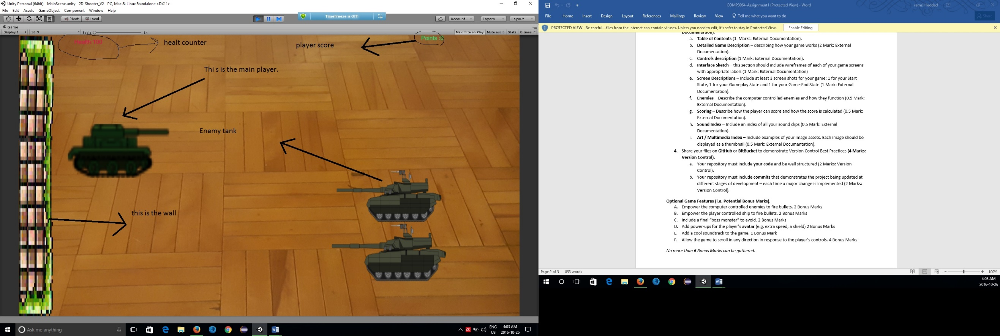 Unity Personal (64bit) - MainScene.unity - 2D-Shooter_V2 - PC, Mac & Linux Standalone <DX11>
File Edit Assets GameObject Component Window Help
Pivot Local
TimeFreeze is OFF
Account Layers Layout
Game
Display 1 16:9 Scale 1x Maximize on Play Mute audio Stats Gizmos
Health:100
healt counter
player score
Points :0
Thi s is the main player.
Enemy tank
this is the wall
Ask me anything
ENG
US
4:03 AM
2016-10-26
COMP3064-Assignment1 (Protected View) - Word
ramzi Haddad
File Home Insert Design Layout References Mailings Review View Tell me what you want to do
Share
PROTECTED VIEW Be careful—files from the Internet can contain viruses. Unless you need to edit, it's safer to stay in Protected View. Enable Editing
Documentation).
a. Table of Contents (1 Marks: External Documentation).
b. Detailed Game Description – describing how your game works (2 Mark: External
Documentation).
c. Controls description (1 Mark: External Documentation).
d. Interface Sketch – this section should include wireframes of each of your game screens
with appropriate labels (1 Mark: External Documentation)
e. Screen Descriptions – Include at least 3 screen shots for your game: 1 for your Start
State, 1 for your Gameplay State and 1 for your Game-End State (1 Mark: External
Documentation).
f. Enemies – Describe the computer controlled enemies and how they function (0.5 Mark:
External Documentation).
g. Scoring – Describe how the player can score and how the score is calculated (0.5 Mark:
External Documentation).
h. Sound Index – Include an index of all your sound clips (0.5 Mark: External
Documentation).
i. Art / Multimedia Index – Include examples of your image assets. Each image should be
displayed as a thumbnail (0.5 Mark: External Documentation).
4. Share your files on GitHub or BitBucket to demonstrate Version Control Best Practices (4 Marks:
Version Control).
a. Your repository must include your code and be well structured (2 Marks: Version
Control).
b. Your repository must include commits that demonstrates the project being updated at
different stages of development – each time a major change is implemented (2 Marks:
Version Control).
Optional Game Features (i.e. Potential Bonus Marks).
A. Empower the computer controlled enemies to fire bullets. 2 Bonus Marks
B. Empower the player controlled ship to fire bullets. 2 Bonus Marks
C. Include a final “boss monster” to avoid. 2 Bonus Marks
D. Add power-ups for the player’s avatar (e.g. extra speed, a shield) 2 Bonus Marks
E. Add a cool soundtrack to the game. 1 Bonus Mark
F. Allow the game to scroll in any direction in response to the player’s controls. 4 Bonus Marks
No more than 6 Bonus Marks can be gathered.
Page 2 of 3 853 words
100%
4:03 AM
2016-10-26